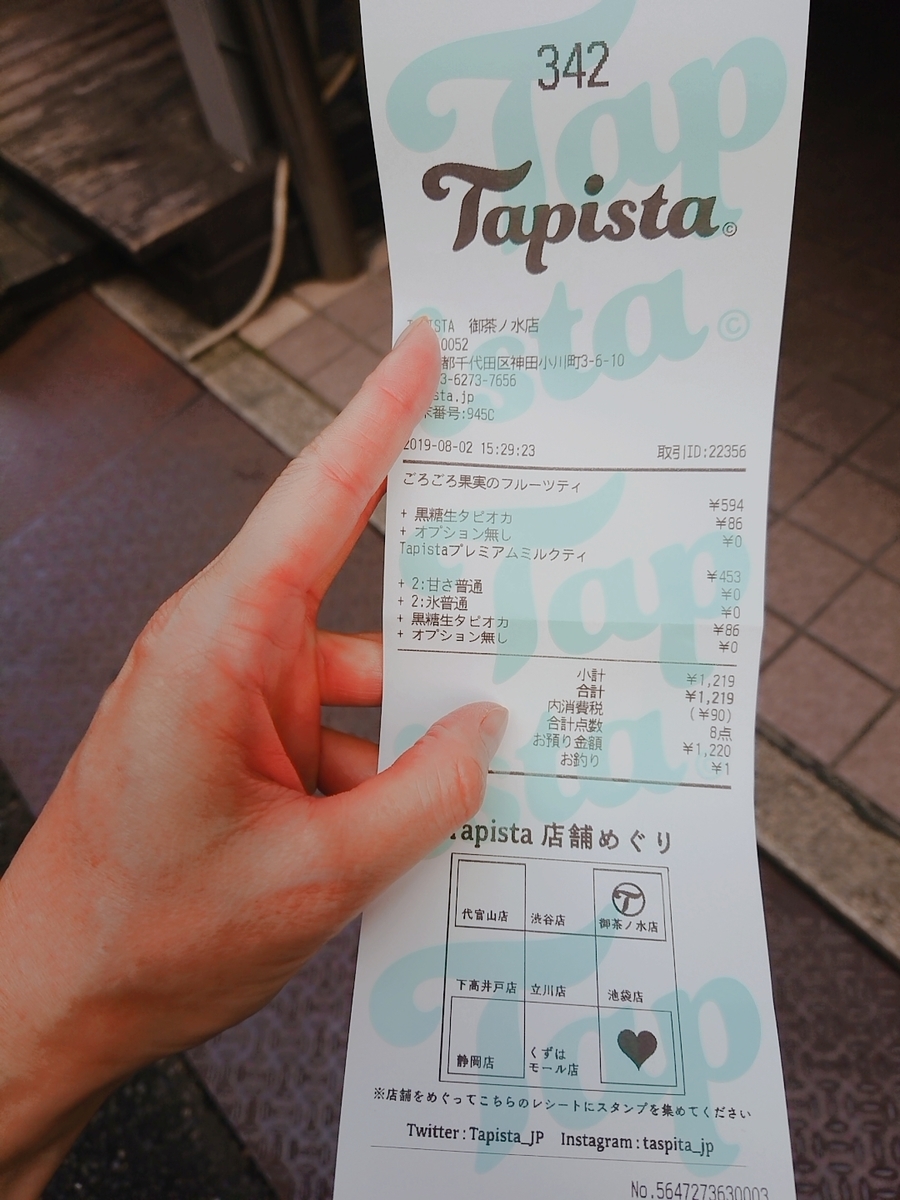 342
Tapista©
ISTA 御茶ノ水店
0052
都千代田区神田小川町3-6-10
3-6273-7656
sta.jp
番号:945C
2019-08-02 15:29:23 取引ID:22356
ごろごろ果実のフルーツティ
¥594
+ 黒糖生タピオカ ¥86
+ オプション無し ¥0
Tapistaプレミアムミルクティ
¥453
+ 2:甘さ普通 ¥0
+ 2:氷普通 ¥0
+ 黒糖生タピオカ ¥86
+ オプション無し ¥0
小計 ¥1,219
合計 ¥1,219
内消費税 (¥90)
合計点数 8点
お預り金額 ¥1,220
お釣り ¥1
Tapista 店舗めぐり
代官山店 渋谷店 御茶ノ水店
下高井戸店 立川店 池袋店
静岡店 くずは
モール店
※店舗をめぐってこちらのレシートにスタンプを集めてください
Twitter : Tapista_JP Instagram : taspita_jp
No.5647273630003